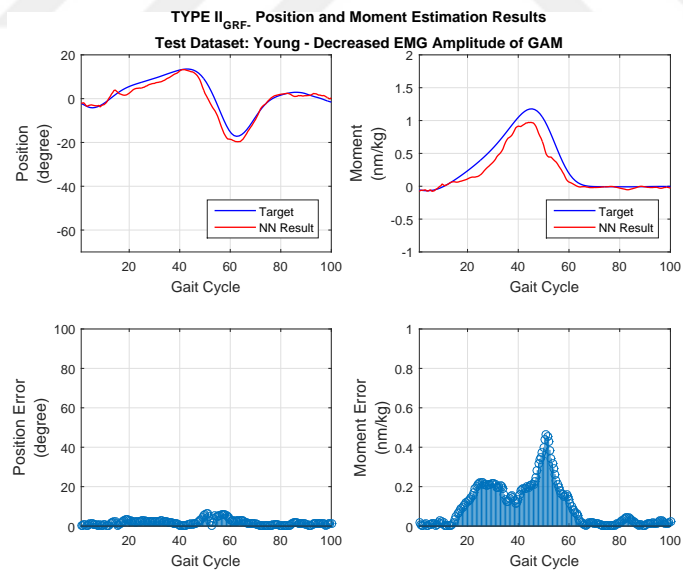 TYPE II_GRF- Position and Moment Estimation Results
Test Dataset: Young - Decreased EMG Amplitude of GAM
20
0
-20
-40
-60
Position
(degree)
Target
NN Result
20 40 60 80 100
Gait Cycle
2
1.5
1
0.5
0
-0.5
-1
Moment
(nm/kg)
Target
NN Result
20 40 60 80 100
Gait Cycle
100
80
60
40
20
0
Position Error
(degree)
20 40 60 80 100
Gait Cycle
1
0.8
0.6
0.4
0.2
0
Moment Error
(nm/kg)
20 40 60 80 100
Gait Cycle